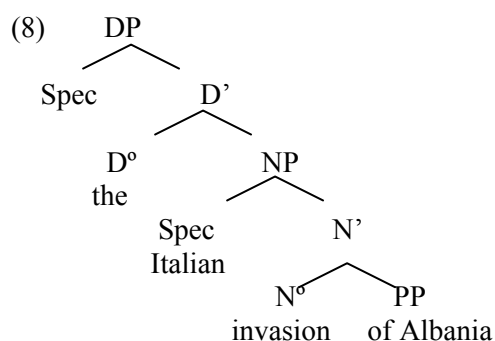 (8) DP
Spec D’
Dº NP
the
Spec N’
Italian
Nº PP
invasion of Albania